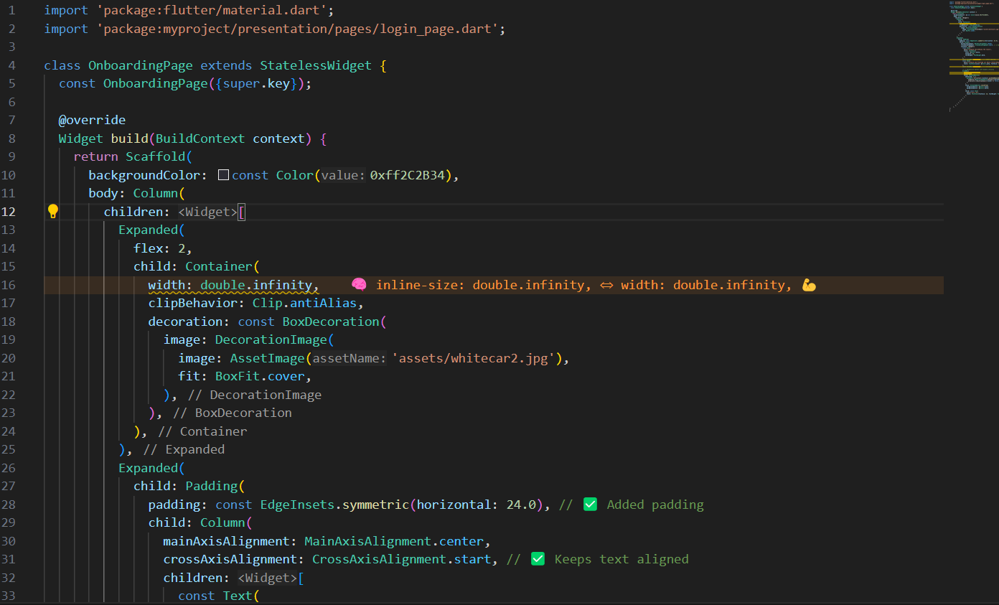 1 import 'package:flutter/material.dart';
2 import 'package:myproject/presentation/pages/login_page.dart';
3
4 class OnboardingPage extends StatelessWidget {
5   const OnboardingPage({super.key});
6
7   @override
8   Widget build(BuildContext context) {
9     return Scaffold(
10       backgroundColor: const Color(value: 0xff2C2B34),
11       body: Column(
12         children: <Widget>[
13           Expanded(
14             flex: 2,
15             child: Container(
16               width: double.infinity, 🧠 inline-size: double.infinity, ⇔ width: double.infinity, 💪
17               clipBehavior: Clip.antiAlias,
18               decoration: const BoxDecoration(
19                 image: DecorationImage(
20                   image: AssetImage(assetName: 'assets/whitecar2.jpg'),
21                   fit: BoxFit.cover,
22                 ), // DecorationImage
23               ), // BoxDecoration
24             ), // Container
25           ), // Expanded
26           Expanded(
27             child: Padding(
28               padding: const EdgeInsets.symmetric(horizontal: 24.0), // ✅ Added padding
29               child: Column(
30                 mainAxisAlignment: MainAxisAlignment.center,
31                 crossAxisAlignment: CrossAxisAlignment.start, // ✅ Keeps text aligned
32                 children: <Widget>[
33                   const Text(